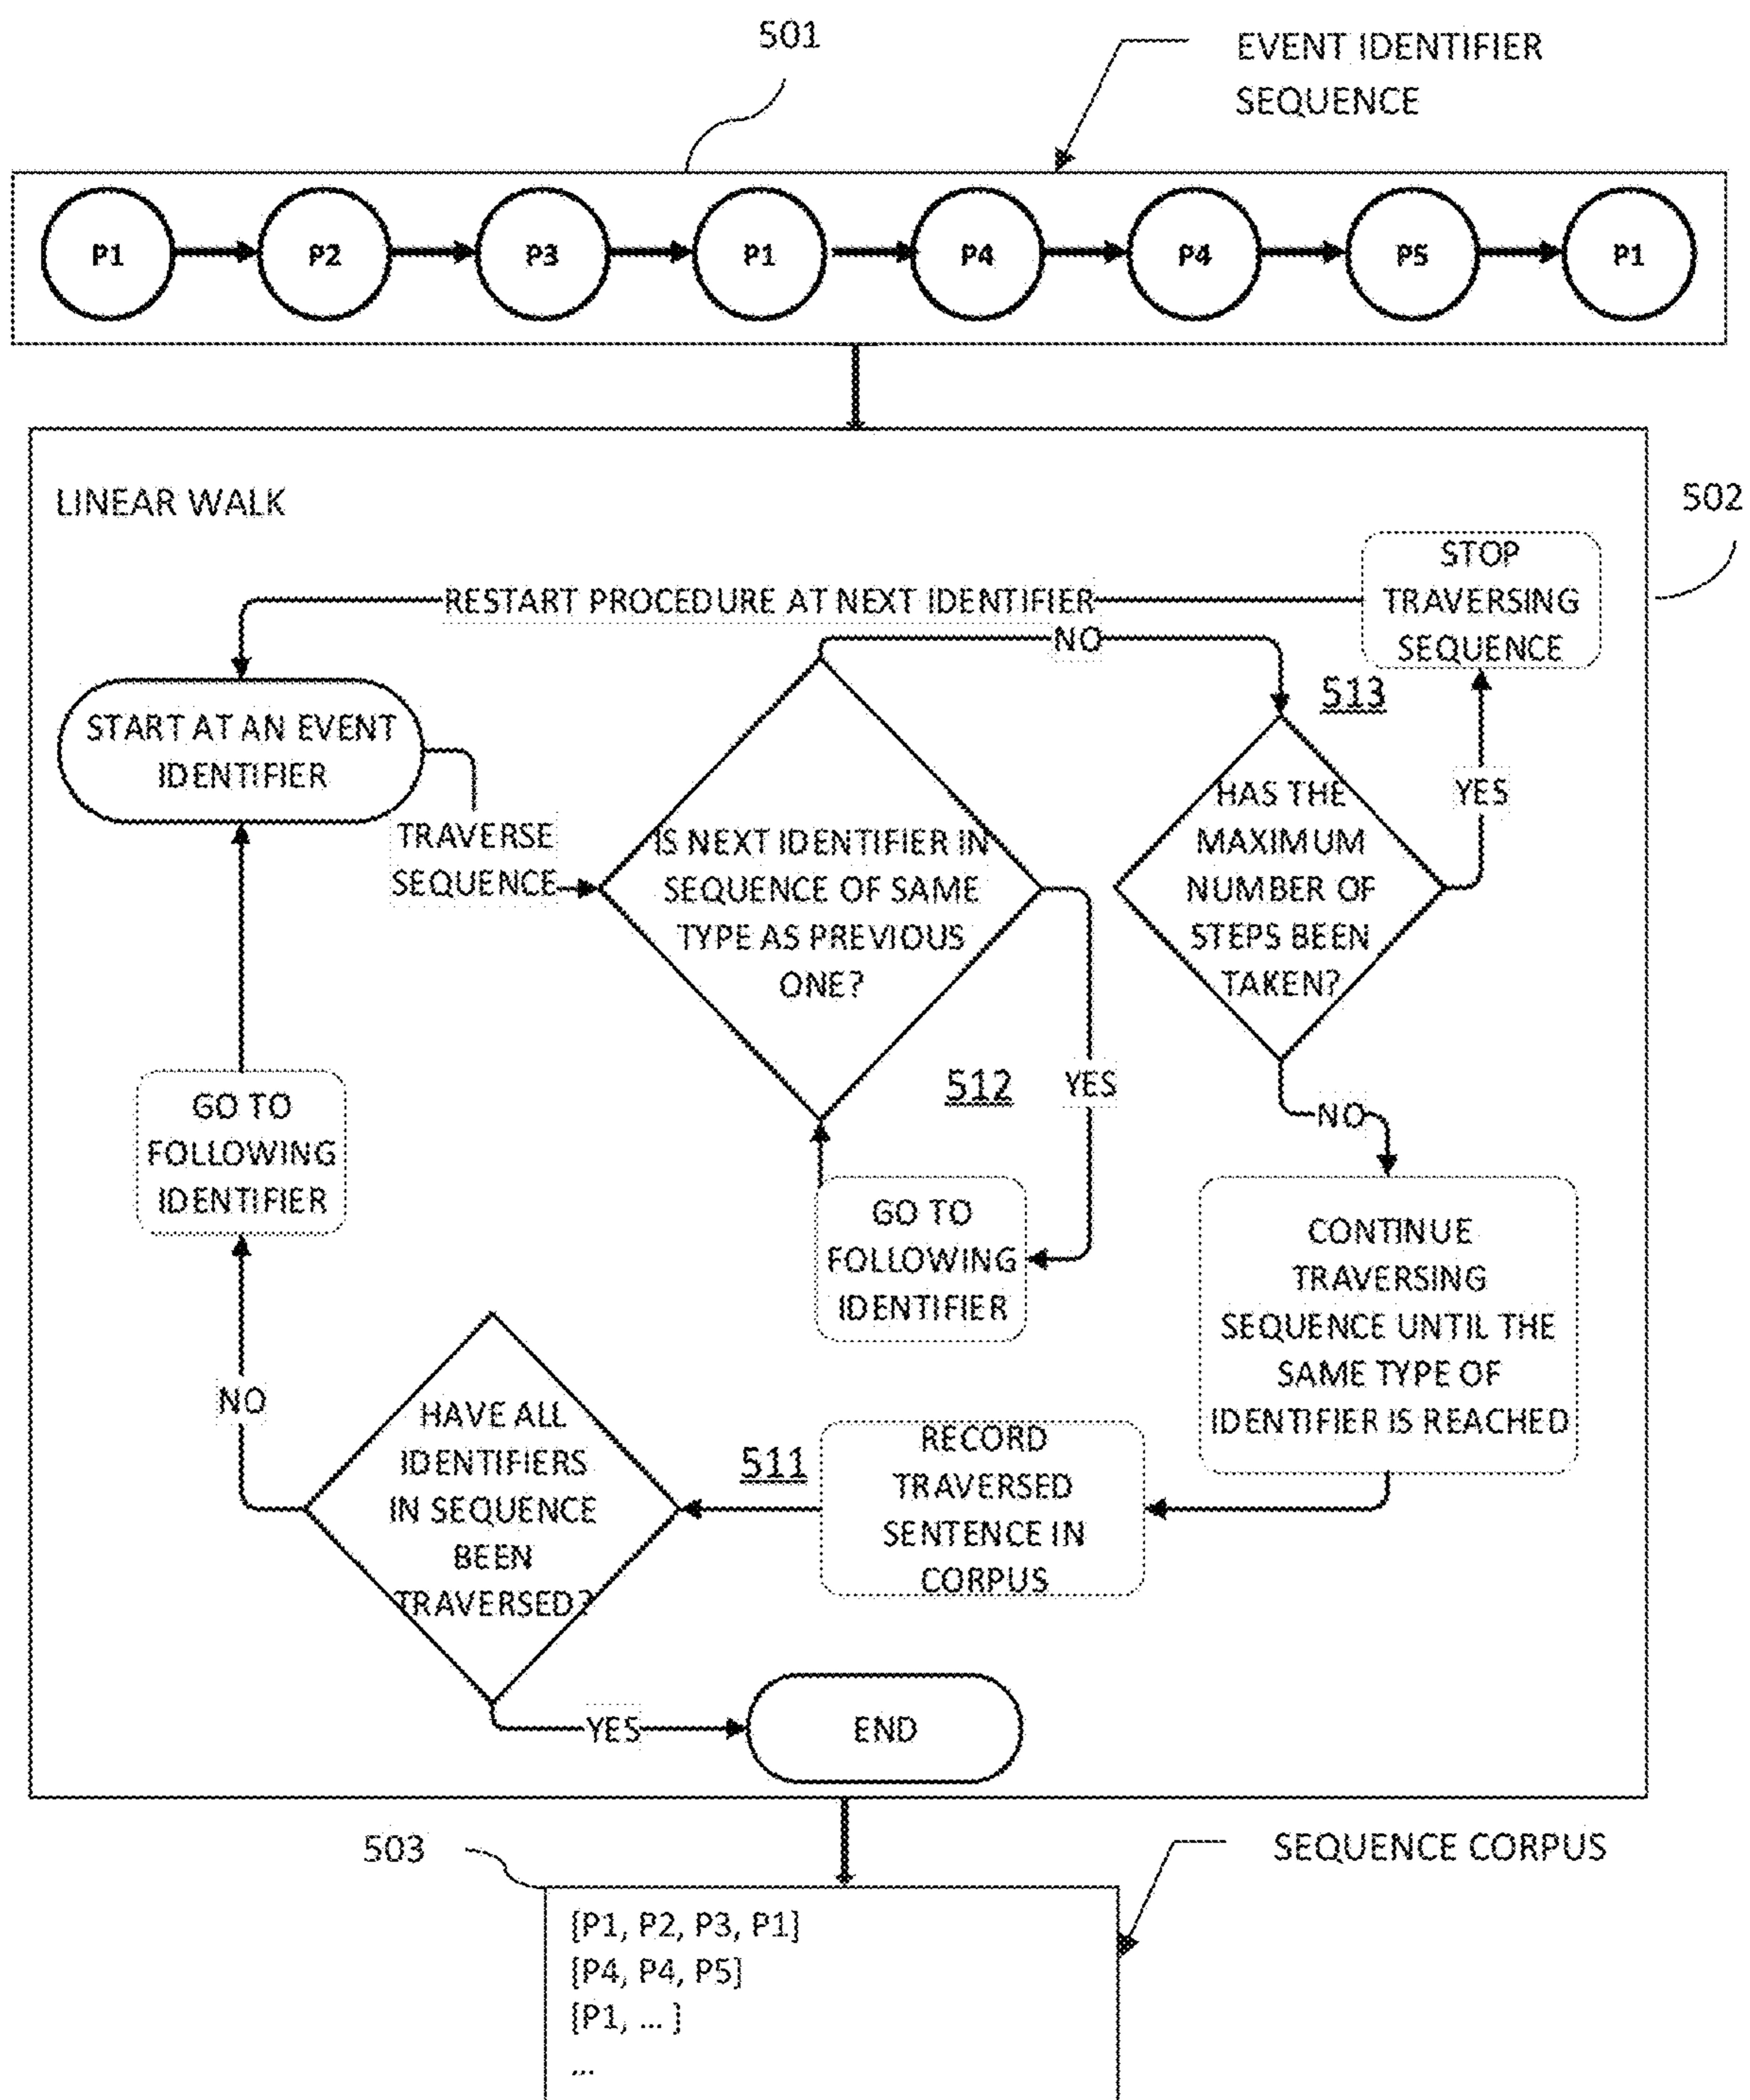 501
EVENT IDENTIFIER
SEQUENCE
P1 P2 P3 P1 P4 P4 P5 P1
LINEAR WALK
502
STOP
TRAVERSING
SEQUENCE
RESTART PROCEDURE AT NEXT IDENTIFIER
NO
513
START AT AN EVENT
IDENTIFIER
TRAVERSE
SEQUENCE
IS NEXT IDENTIFIER IN
SEQUENCE OF SAME
TYPE AS PREVIOUS
ONE?
HAS THE
MAXIMUM
NUMBER OF
STEPS BEEN
TAKEN?
YES
512
YES
NO
GO TO
FOLLOWING
IDENTIFIER
GO TO
FOLLOWING
IDENTIFIER
CONTINUE
TRAVERSING
SEQUENCE UNTIL THE
SAME TYPE OF
IDENTIFIER IS REACHED
NO
HAVE ALL
IDENTIFIERS
IN SEQUENCE
BEEN
TRAVERSED?
511
RECORD
TRAVERSED
SENTENCE IN
CORPUS
YES
END
503
SEQUENCE CORPUS
[P1, P2, P3, P1]
[P4, P4, P5]
[P1, ... ]
...